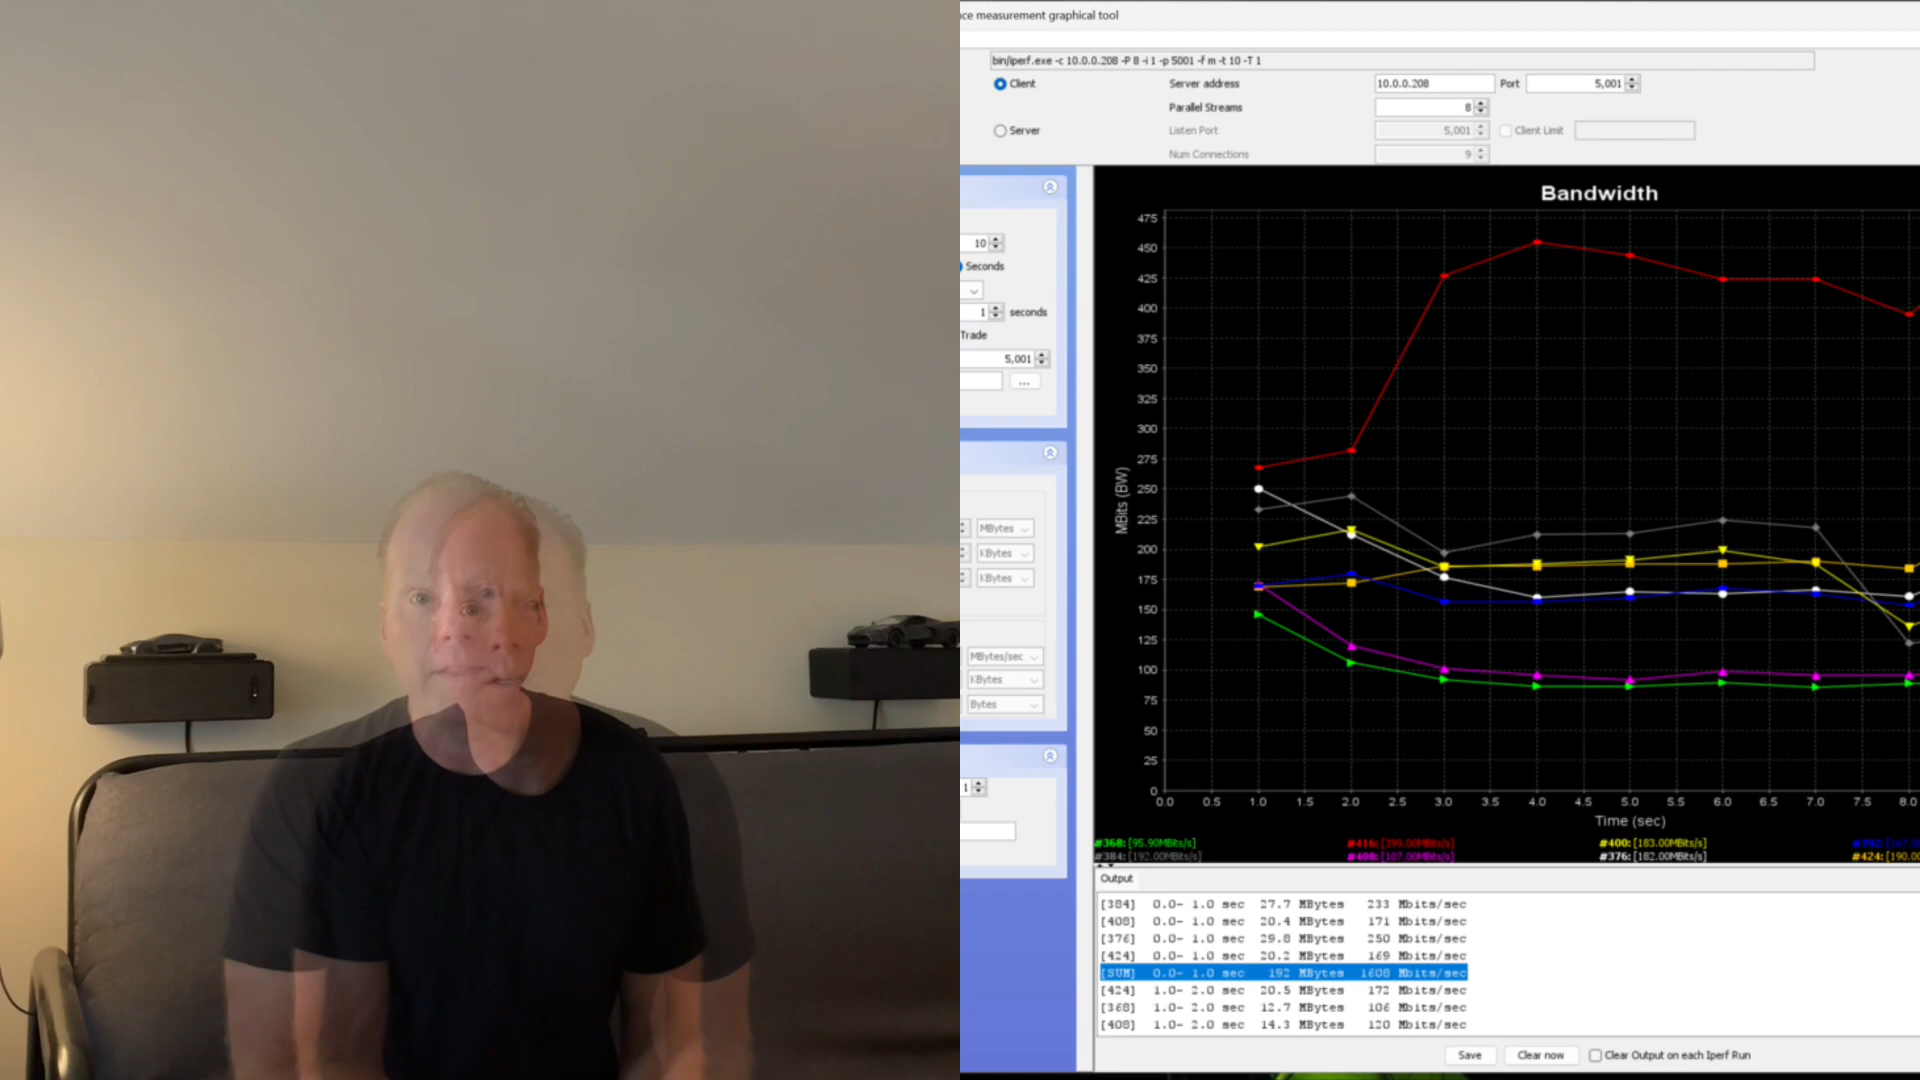 ce measurement graphical tool
bin/iperf.exe -c 10.0.0.208 -P 8 -i 1 -p 5001 -f m -t 10 -T 1
Client
Server address
10.0.0.208
Port
5,001
Parallel Streams
8
Server
Listen Port
5,001
Client Limit
Num Connections
9
10
Seconds
1
seconds
Trade
5,001
...
MBytes
KBytes
KBytes
MBytes/sec
KBytes
Bytes
1
Bandwidth
475
450
425
400
375
350
325
300
275
250
225
200
175
150
125
100
75
50
25
0
MBits (BW)
0.0 0.5 1.0 1.5 2.0 2.5 3.0 3.5 4.0 4.5 5.0 5.5 6.0 6.5 7.0 7.5 8.0
Time (sec)
#368: [95.90MBits/s] #416: [399.00MBits/s] #400: [183.00MBits/s]
#384: [192.00MBits/s] #408: [107.00MBits/s] #376: [182.00MBits/s] #424: [190.00
Output
[384] 0.0- 1.0 sec 27.7 MBytes 233 Mbits/sec
[408] 0.0- 1.0 sec 20.4 MBytes 171 Mbits/sec
[376] 0.0- 1.0 sec 29.8 MBytes 250 Mbits/sec
[424] 0.0- 1.0 sec 20.2 MBytes 169 Mbits/sec
[SUM] 0.0- 1.0 sec 192 MBytes 1608 Mbits/sec
[424] 1.0- 2.0 sec 20.5 MBytes 172 Mbits/sec
[368] 1.0- 2.0 sec 12.7 MBytes 106 Mbits/sec
[408] 1.0- 2.0 sec 14.3 MBytes 120 Mbits/sec
Save
Clear now
Clear Output on each Iperf Run